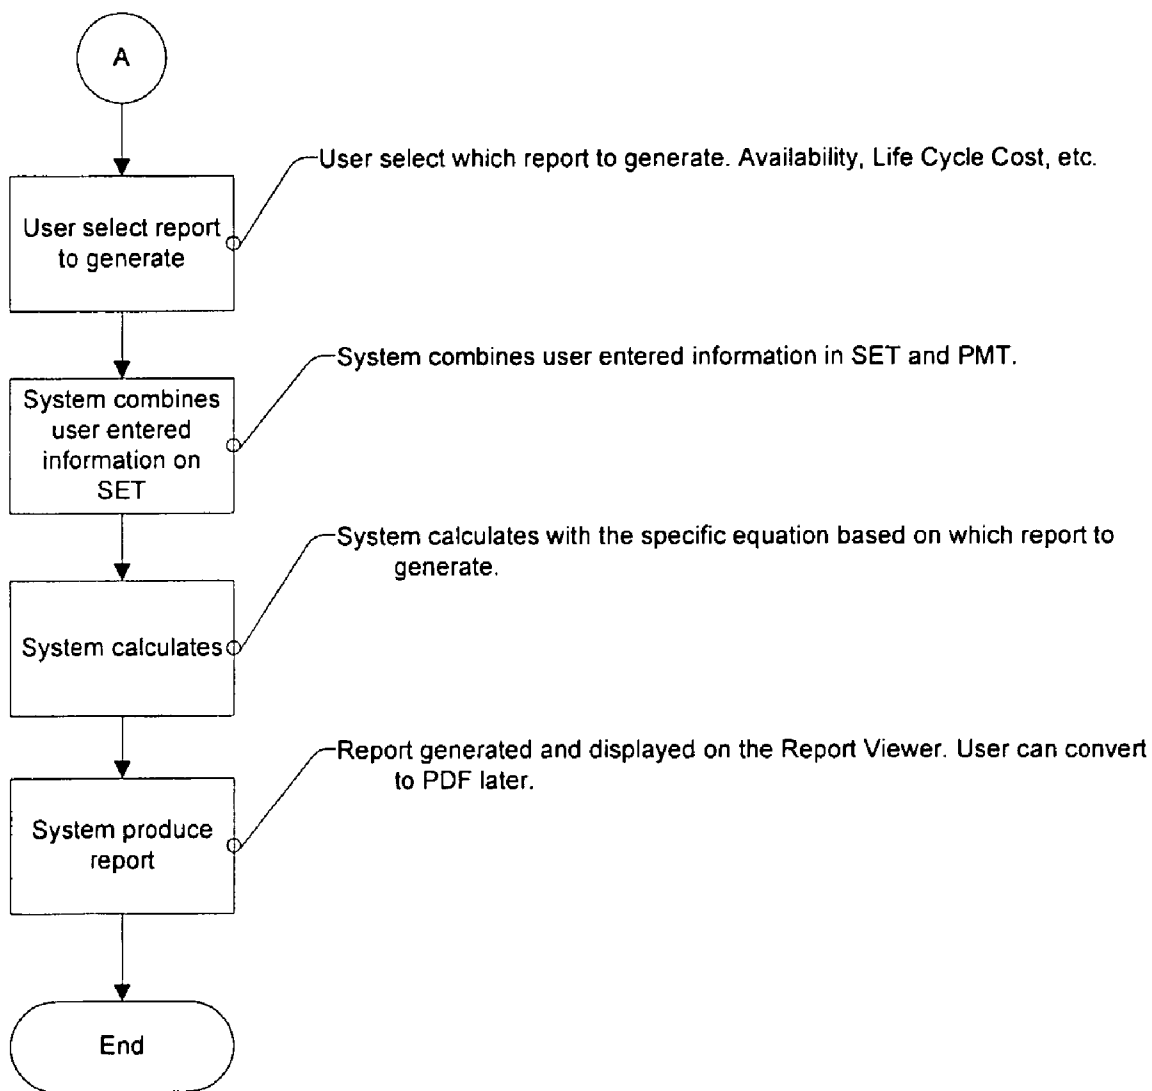 A
User select which report to generate. Availability, Life Cycle Cost, etc.
User select report
to generate
System combines user entered information in SET and PMT.
System combines
user entered
information on
SET
System calculates with the specific equation based on which report to
generate.
System calculates
Report generated and displayed on the Report Viewer. User can convert
to PDF later.
System produce
report
End